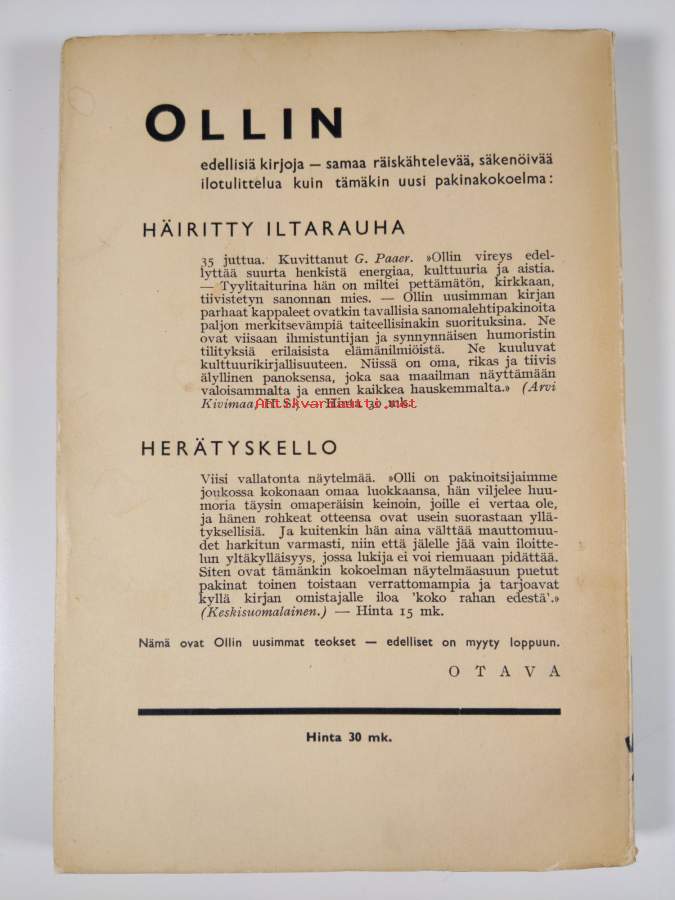 OLLIN
edellisiä kirjoja — samaa räiskähtelevää, säkenöivää
ilotulittelua kuin tämäkin uusi pakinakokoelma:
HÄIRITTY ILTARAUHA
35 juttua. Kuvittanut G. Paaer. »Ollin vireys edel-
lyttää suurta henkistä energiaa, kulttuuria ja aistia.
— Tyylitaiturina hän on miltei pettämätön, kirkkaan,
tiivistetyn sanonnan mies. — Ollin uusimman kirjan
parhaat kappaleet ovatkin tavallisia sanomalehtipakinoita
paljon merkitsevämpiä taiteellisinakin suorituksina. Ne
ovat viisaan ihmistuntijan ja synnynnäisen humoristin
tilityksiä erilaisista elämänilmiöistä. Ne kuuluvat
kulttuurikirjallisuuteen. Niissä on oma, rikas ja tiivis
älyllinen panoksensa, joka saa maailman näyttämään
valoisammalta ja ennen kaikkea hauskemmalta.» (Arvi
Kivimaa, H. S.) — Hinta 30 mk.
Antikvariaatti.net
HERÄTYSKELLO
Viisi vallatonta näytelmää. »Olli on pakinoitsijaimme
joukossa kokonaan omaa luokkaansa, hän viljelee huu-
moria täysin omaperäisin keinoin, joille ei vertaa ole,
ja hänen rohkeat otteensa ovat usein suorastaan yllä-
tyksellisiä. Ja kuitenkin hän aina välttää mauttomuu-
det harkitun varmasti, niin että jälelle jää vain iloitte-
lun yltäkylläisyys, jossa lukija ei voi riemuaan pidättää.
Siten ovat tämänkin kokoelman näytelmäasuun puetut
pakinat toinen toistaan verrattomampia ja tarjoavat
kyllä kirjan omistajalle iloa 'koko rahan edestä'.»
(Keskisuomalainen.) — Hinta 15 mk.
Nämä ovat Ollin uusimmat teokset — edelliset on myyty loppuun.
OTAVA
Hinta 30 mk.